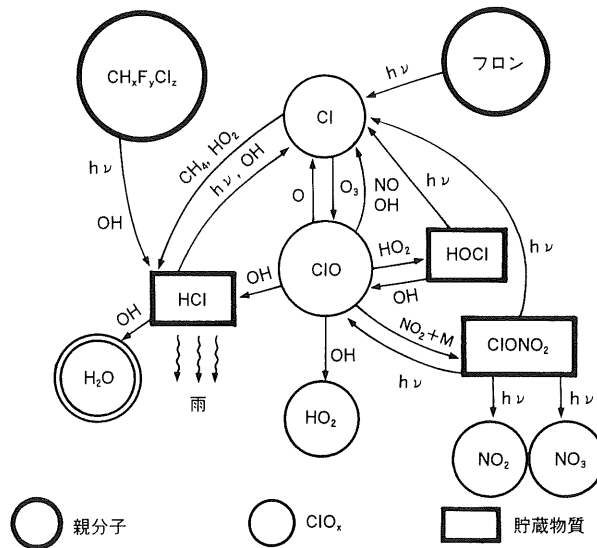 CHₓFᵧCl_z
フロン
hν
Cl
CH₄, HO₂
hν, OH
hν
O
O₃
NO
OH
hν
OH
hν
HO₂
HOCl
ClO
OH
OH
HCl
OH
NO₂+M
ClONO₂
hν
H₂O
雨
OH
HO₂
hν
hν
NO₂
NO₃
親分子
ClOₓ
貯蔵物質